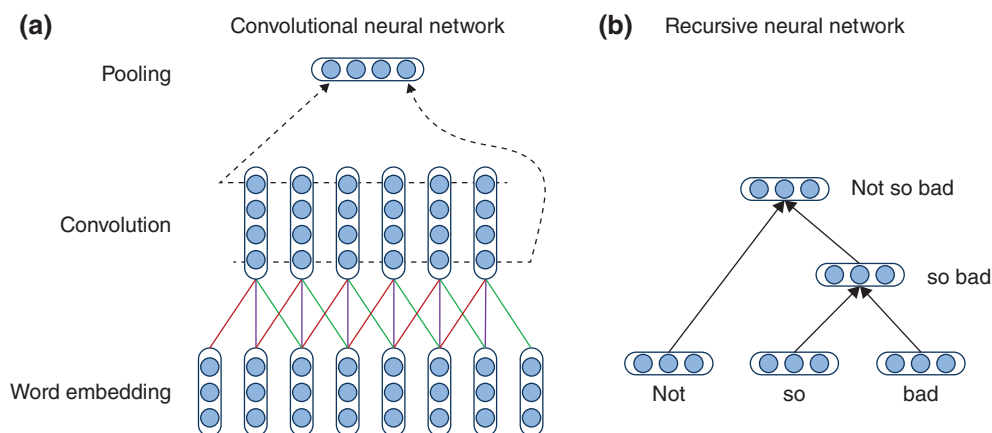 (a) Convolutional neural network
Pooling
Convolution
Word embedding
(b) Recursive neural network
Not so bad
so bad
Not so bad